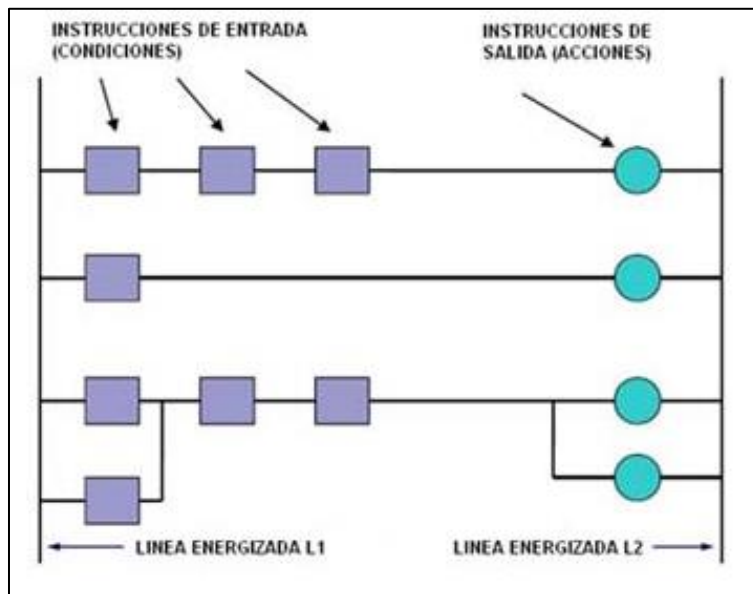 INSTRUCCIONES DE ENTRADA
(CONDICIONES)
INSTRUCCIONES DE
SALIDA (ACCIONES)
LINEA ENERGIZADA L1
LINEA ENERGIZADA L2